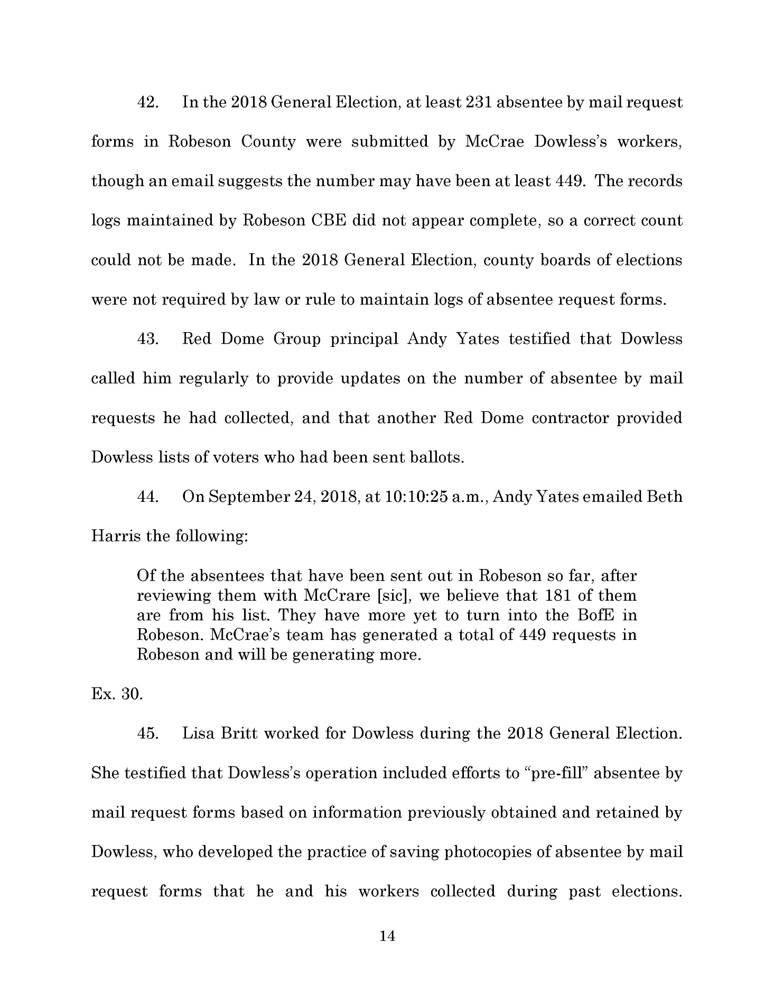 42. In the 2018 General Election, at least 231 absentee by mail request
forms in Robeson County were submitted by McCrae Dowless’s workers,
though an email suggests the number may have been at least 449. The records
logs maintained by Robeson CBE did not appear complete, so a correct count
could not be made. In the 2018 General Election, county boards of elections
were not required by law or rule to maintain logs of absentee request forms.
43. Red Dome Group principal Andy Yates testified that Dowless
called him regularly to provide updates on the number of absentee by mail
requests he had collected, and that another Red Dome contractor provided
Dowless lists of voters who had been sent ballots.
44. On September 24, 2018, at 10:10:25 a.m., Andy Yates emailed Beth
Harris the following:
Of the absentees that have been sent out in Robeson so far, after
reviewing them with McCrare [sic], we believe that 181 of them
are from his list. They have more yet to turn into the BofE in
Robeson. McCrae’s team has generated a total of 449 requests in
Robeson and will be generating more.
Ex. 30.
45. Lisa Britt worked for Dowless during the 2018 General Election.
She testified that Dowless’s operation included efforts to “pre-fill” absentee by
mail request forms based on information previously obtained and retained by
Dowless, who developed the practice of saving photocopies of absentee by mail
request forms that he and his workers collected during past elections.
14